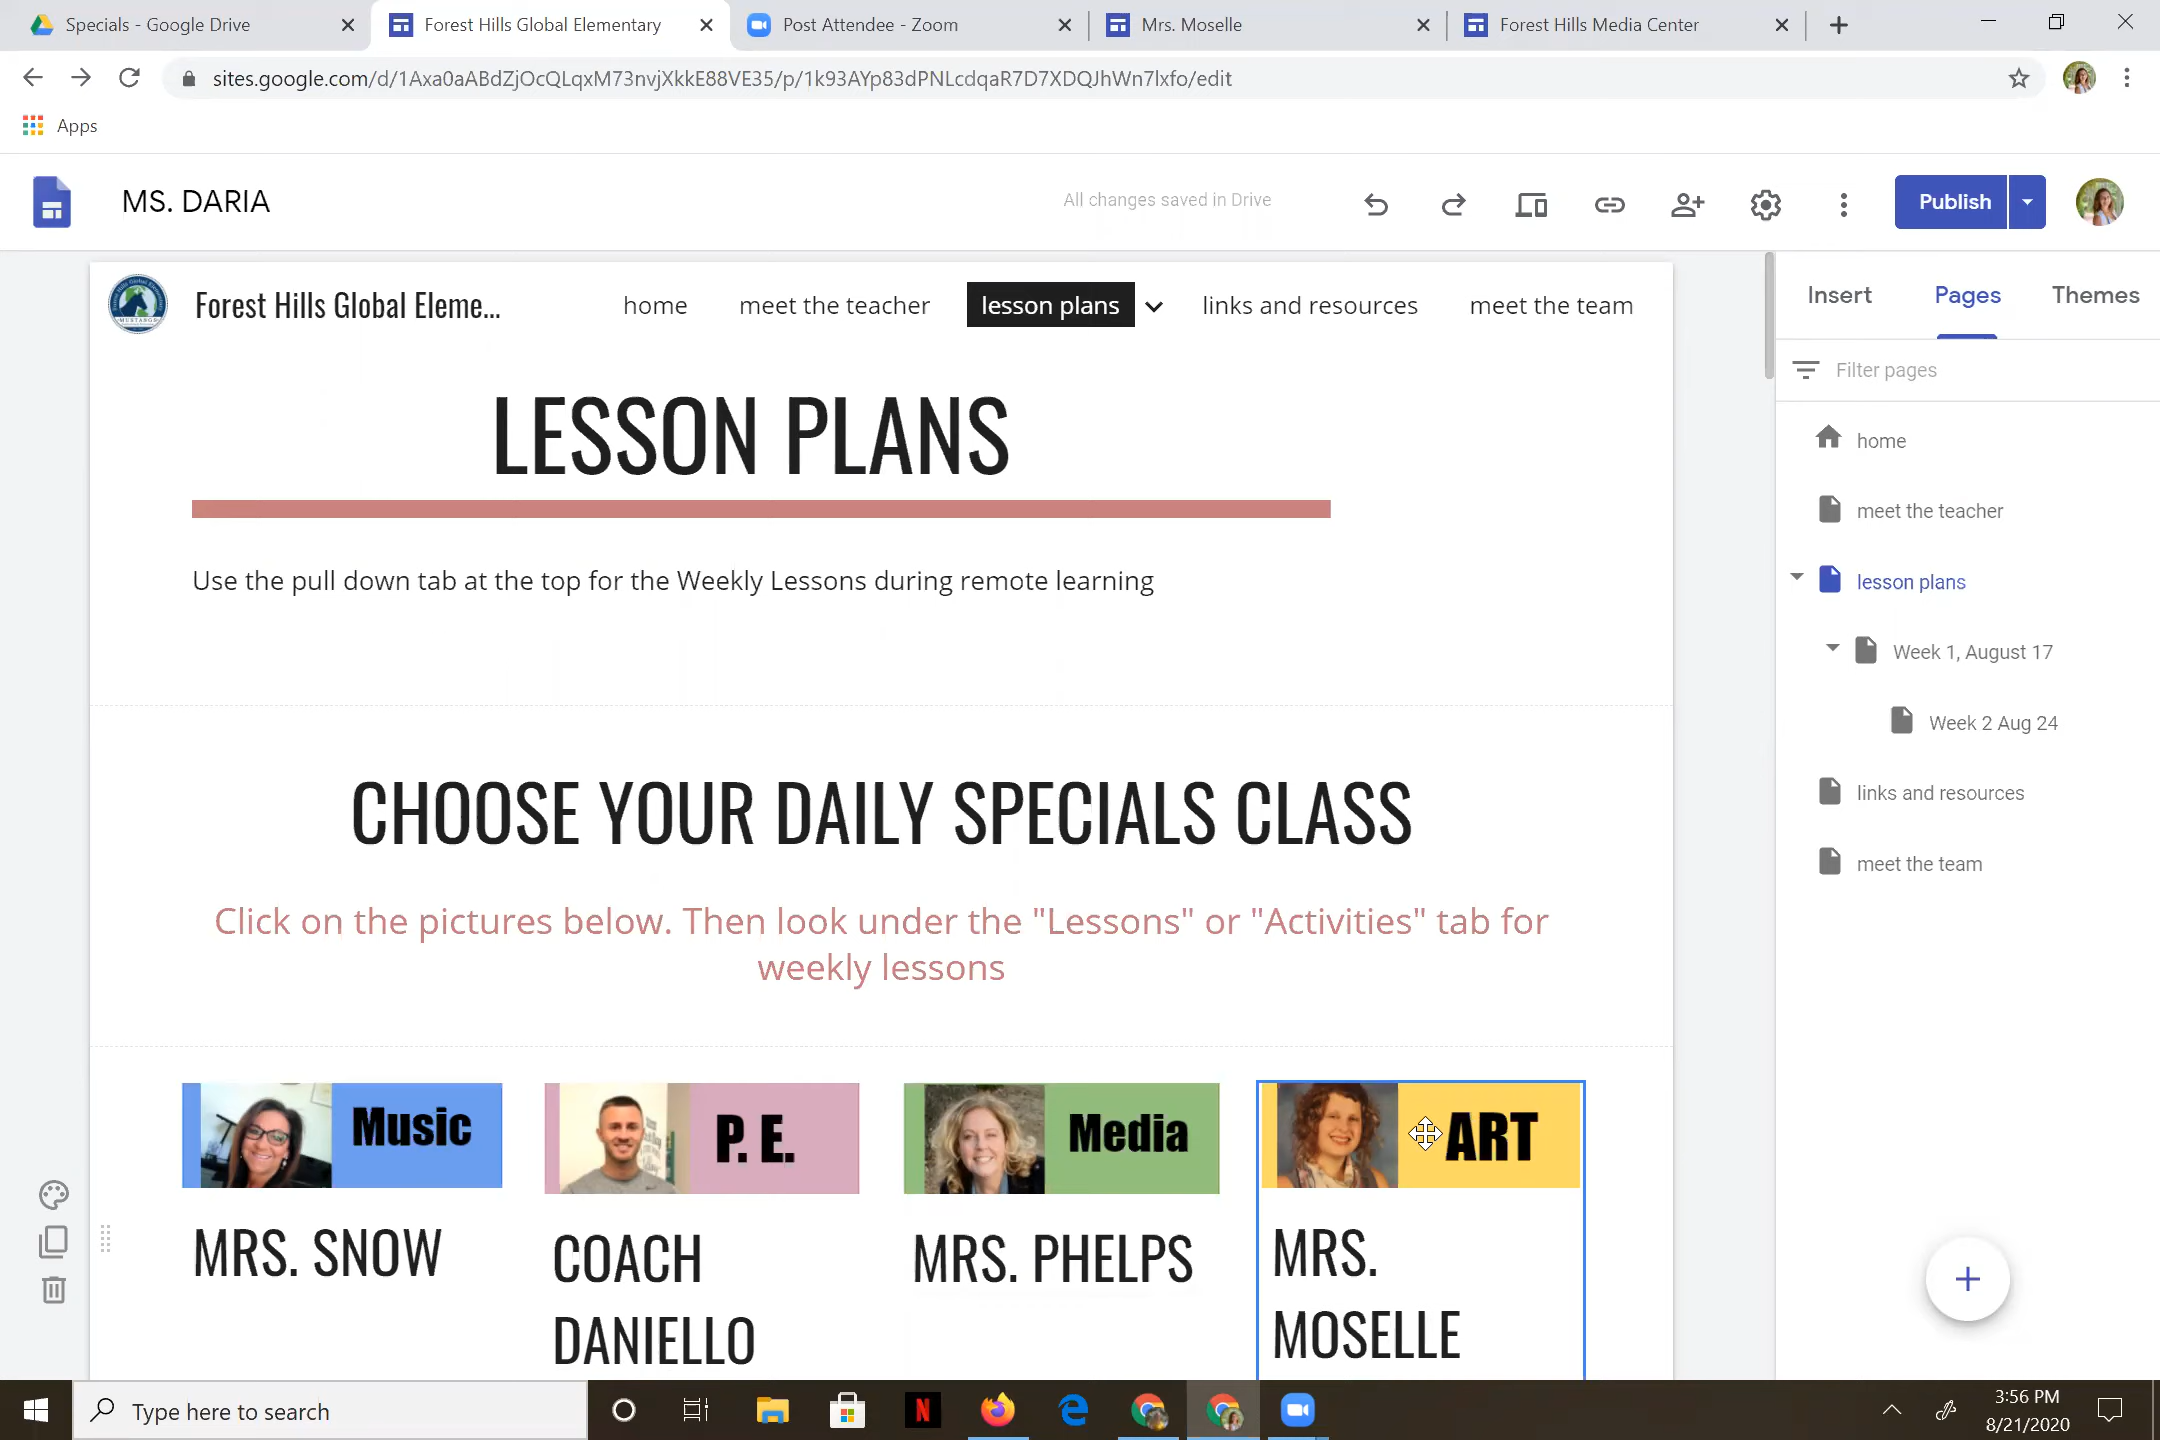 Specials - Google Drive
Forest Hills Global Elementary
Post Attendee - Zoom
Mrs. Moselle
Forest Hills Media Center
sites.google.com/d/1Axa0aABdZjOcQLqxM73nvjXkkE88VE35/p/1k93AYp83dPNLcdqaR7D7XDQJhWn7lxfo/edit
Apps
MS. DARIA
All changes saved in Drive
Publish
Forest Hills Global Eleme...
home
meet the teacher
lesson plans
links and resources
meet the team
Insert
Pages
Themes
Filter pages
home
meet the teacher
lesson plans
Week 1, August 17
Week 2 Aug 24
links and resources
meet the team
LESSON PLANS
Use the pull down tab at the top for the Weekly Lessons during remote learning
CHOOSE YOUR DAILY SPECIALS CLASS
Click on the pictures below. Then look under the "Lessons" or "Activities" tab for
weekly lessons
Music
P. E.
Media
ART
MRS. SNOW
COACH
DANIELLO
MRS. PHELPS
MRS.
MOSELLE
Type here to search
3:56 PM
8/21/2020